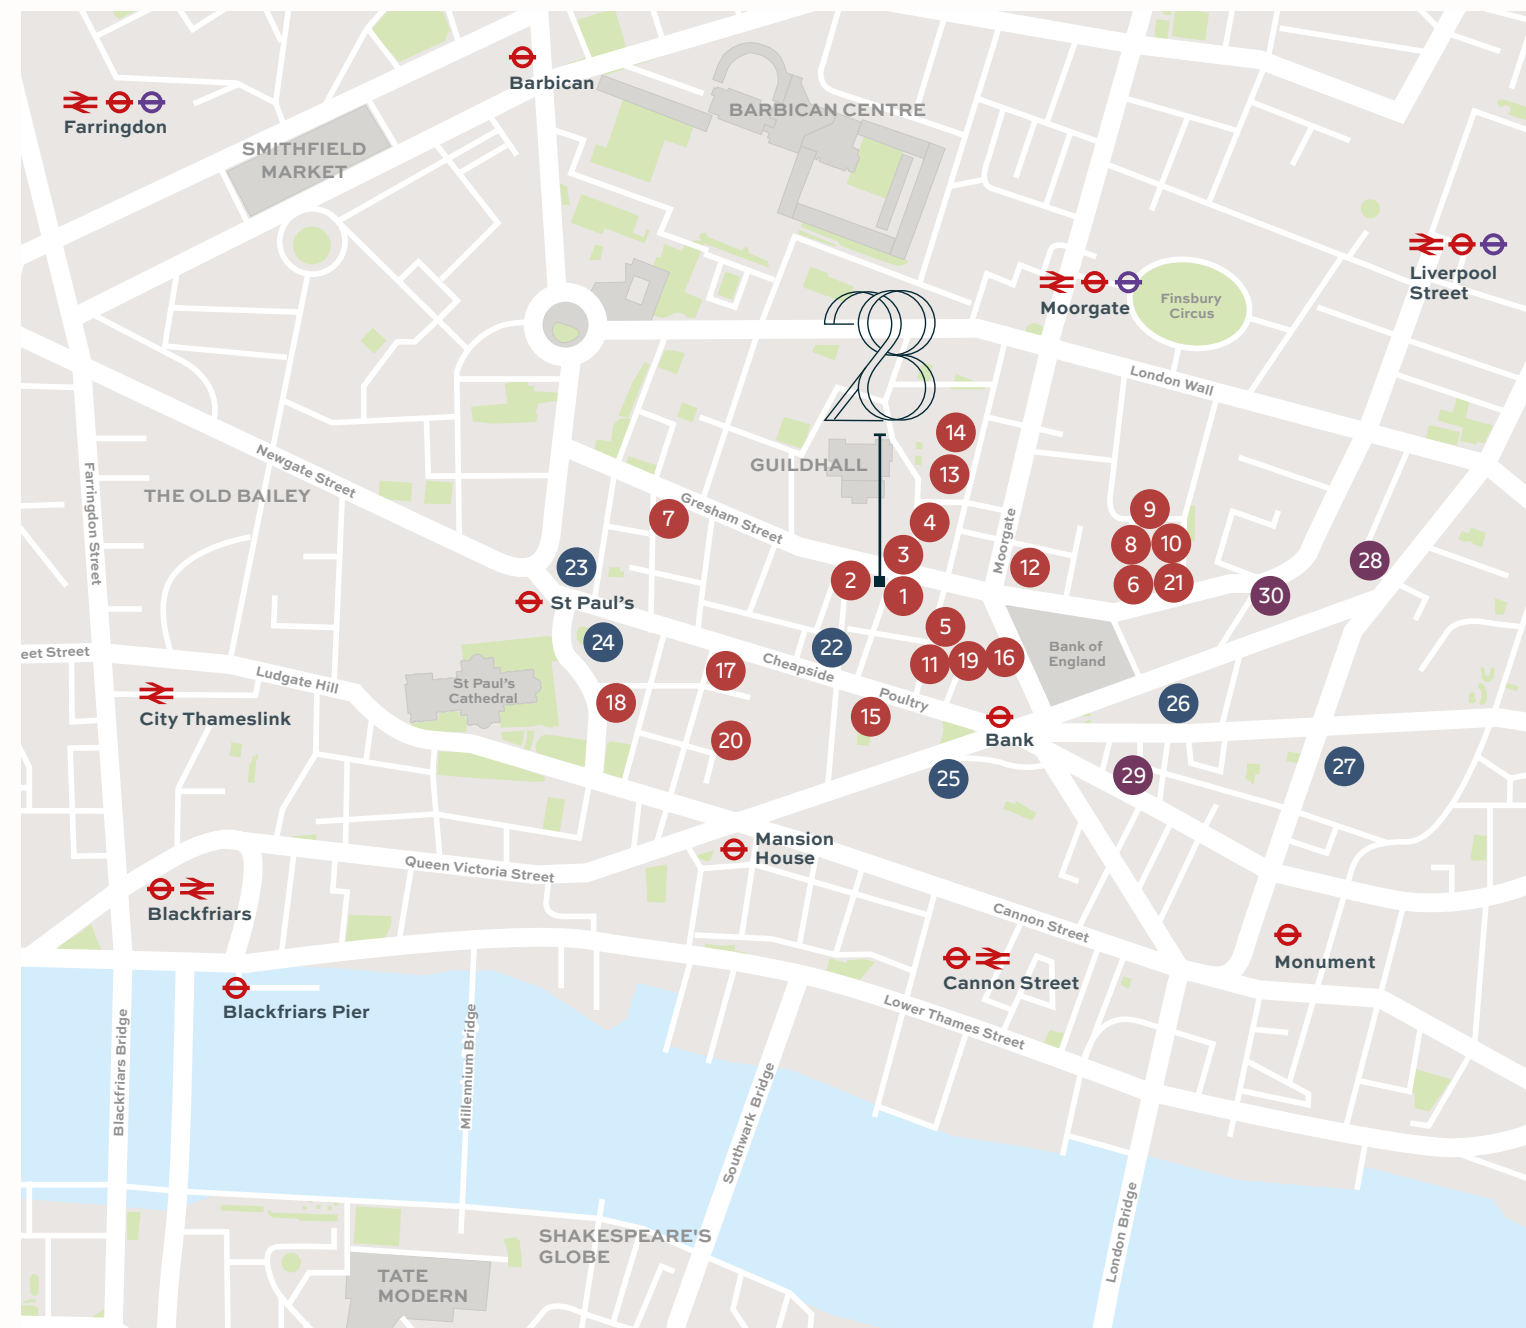 Barbican
Farringdon
BARBICAN CENTRE
SMITHFIELD
MARKET
Liverpool
Street
Moorgate
Finsbury
Circus
London Wall
28
14
GUILDHALL
13
Newgate Street
THE OLD BAILEY
Farringdon Street
Gresham Street
7
4
Moorgate
9
8
10
3
12
2
6
21
1
28
30
23
St Paul's
24
5
22
11
19
16
Bank of
England
eet Street
Ludgate Hill
St Paul's
Cathedral
17
Cheapside
Poultry
18
15
26
City Thameslink
20
Bank
25
29
27
Mansion
House
Queen Victoria Street
Blackfriars
Cannon Street
Monument
Cannon Street
Blackfriars Pier
Lower Thames Street
Blackfriars Bridge
Millennium Bridge
Southwark Bridge
London Bridge
SHAKESPEARE'S
GLOBE
TATE
MODERN